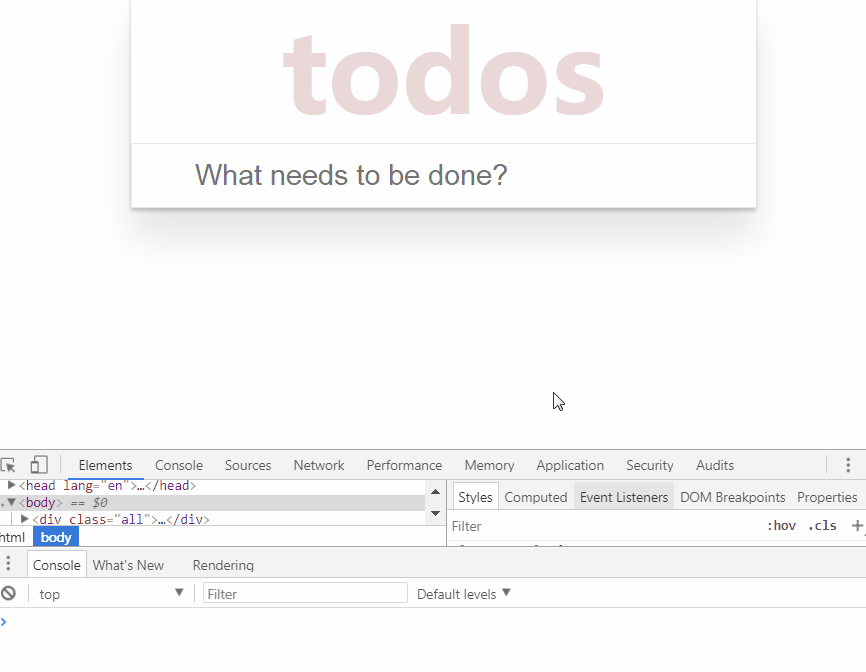 todos
What needs to be done?
Elements Console Sources Network Performance Memory Application Security Audits
<head lang="en">…</head>
<body> == $0
<div class="all">…</div>
html body
Styles Computed Event Listeners DOM Breakpoints Properties
Filter :hov .cls +
Console What's New Rendering
top Filter Default levels